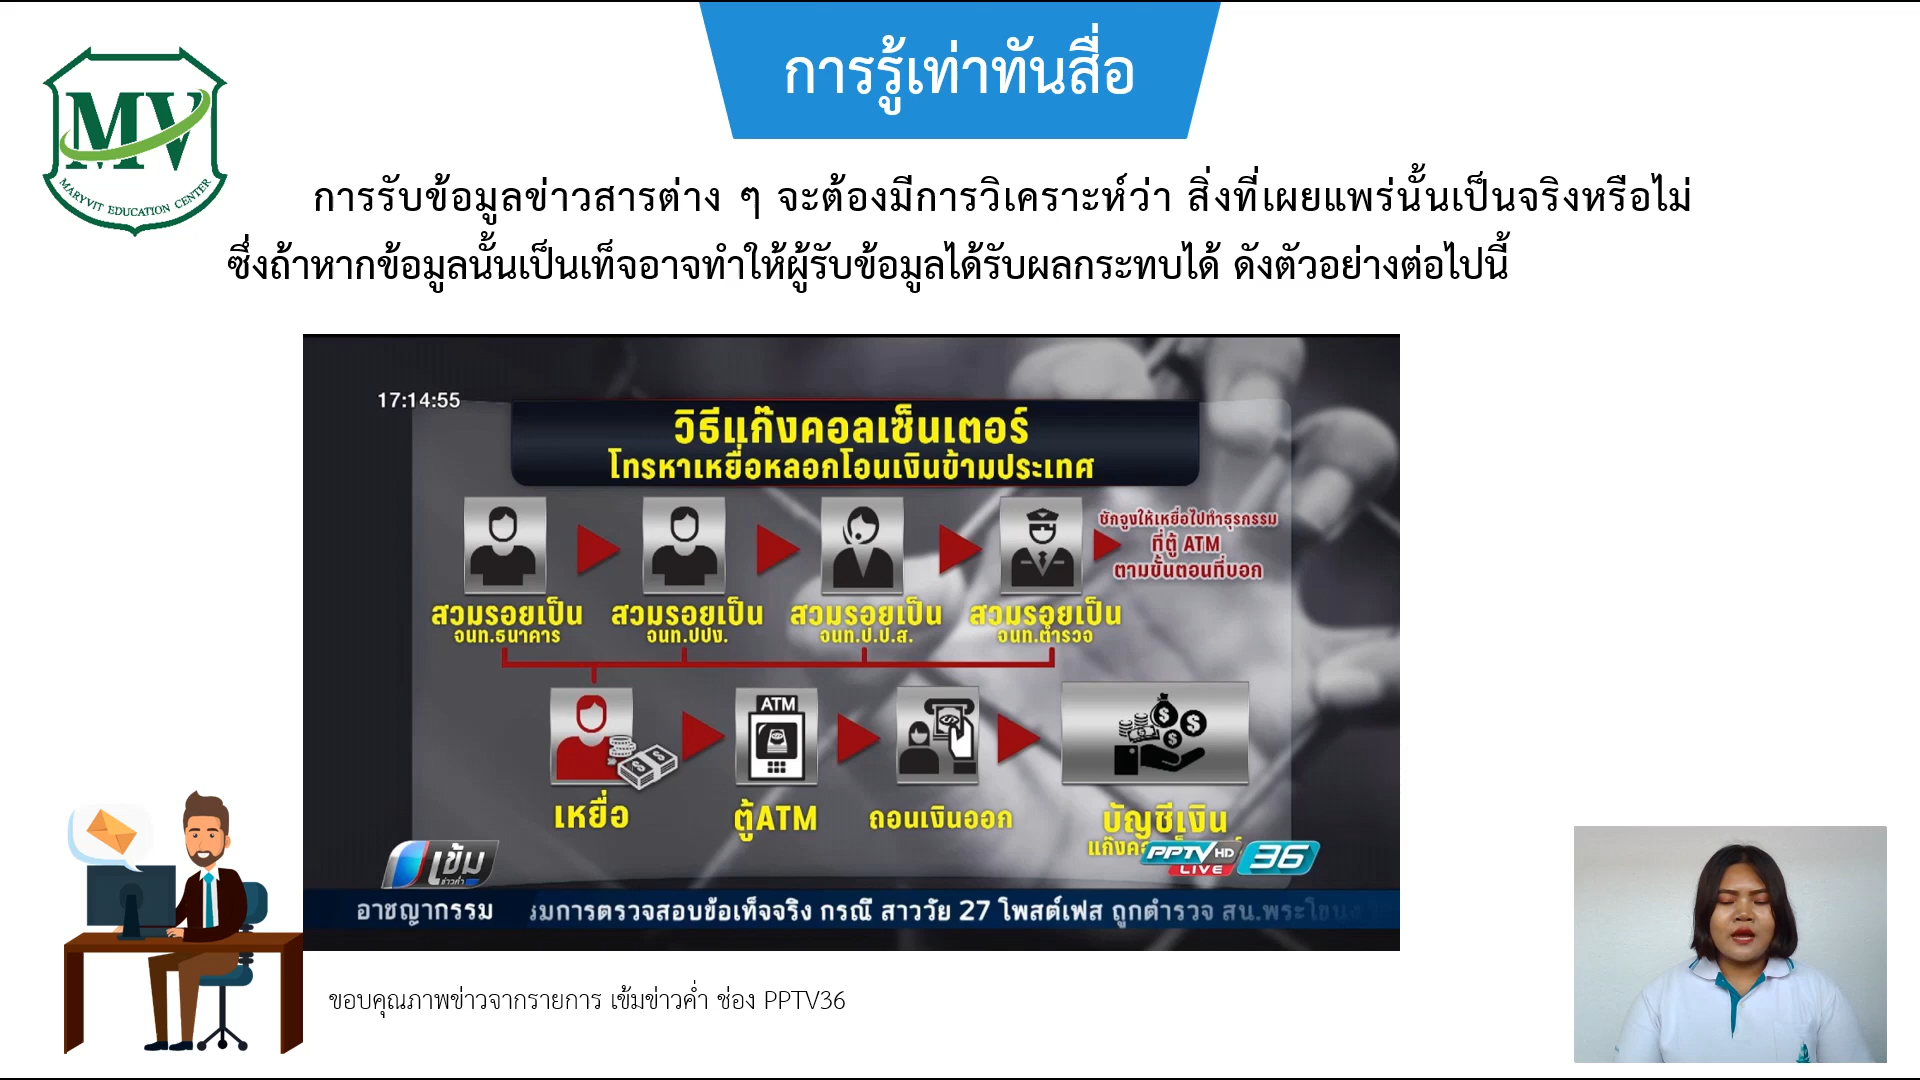 การรู้เท่าทันสื่อ
MV
MARYVIT EDUCATION CENTER
การรับข้อมูลข่าวสารต่าง ๆ จะต้องมีการวิเคราะห์ว่า สิ่งที่เผยแพร่นั้นเป็นจริงหรือไม่
ซึ่งถ้าหากข้อมูลนั้นเป็นเท็จอาจทำให้ผู้รับข้อมูลได้รับผลกระทบได้ ดังตัวอย่างต่อไปนี้
17:14:55
วิธีแก๊งคอลเซ็นเตอร์
โทรหาเหยื่อหลอกโอนเงินข้ามประเทศ
ชักจูงให้เหยื่อไปทำธุรกรรม
ที่ตู้ ATM
ตามขั้นตอนที่บอก
สวมรอยเป็น สวมรอยเป็น สวมรอยเป็น สวมรอยเป็น
จนท.ธนาคาร จนท.ปปง. จนท.ป.ป.ส. จนท.ตำรวจ
ATM
เหยื่อ ตู้ATM ถอนเงินออก บัญชีเงิน
เข้ม
ข่าวค่ำ
PPTV HD 36
LIVE
อาชญากรรม รมการตรวจสอบข้อเท็จจริง กรณี สาววัย 27 โพสต์เฟส ถูกตำรวจ สน.พระโขนง
ขอบคุณภาพข่าวจากรายการ เข้มข่าวค่ำ ช่อง PPTV36